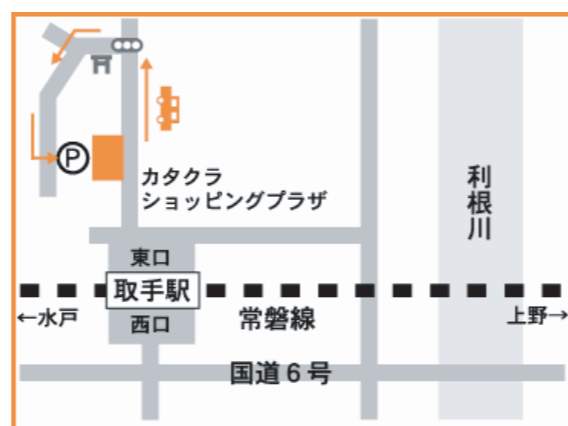 P
カタクラ
ショッピングプラザ
利根川
東口
取手駅
←水戸
西口
常磐線
上野→
国道6号